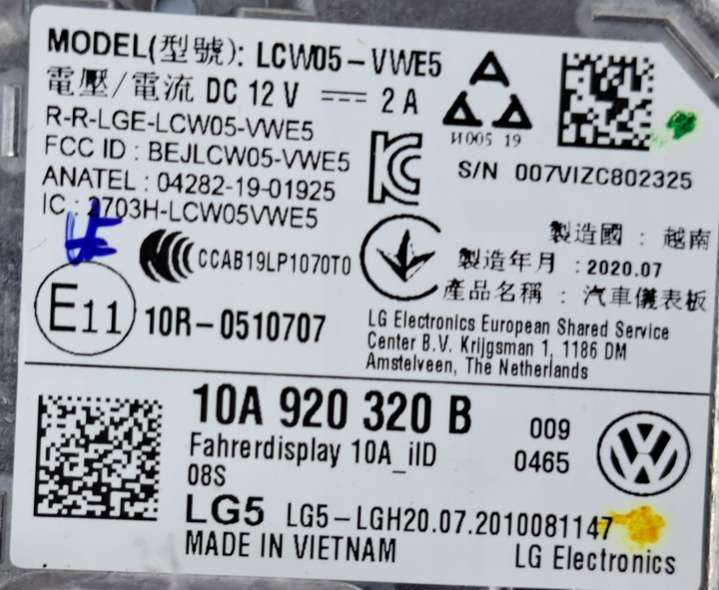 MODEL(型號): LCW05-VWE5
電壓/電流 DC 12 V ⎓ 2 A
R-R-LGE-LCW05-VWE5
FCC ID : BEJLCW05-VWE5
ANATEL : 04282-19-01925
IC : 2703H-LCW05VWE5
И005 19
S/N 007VIZC802325
CCAB19LP1070T0
製造國 : 越南
製造年月 : 2020.07
產品名稱 : 汽車儀表板
E11 10R-0510707
LG Electronics European Shared Service
Center B.V. Krijgsman 1, 1186 DM
Amstelveen, The Netherlands
10A 920 320 B 009
Fahrerdisplay 10A_iID 0465
08S
LG5 LG5-LGH20.07.2010081147
MADE IN VIETNAM LG Electronics